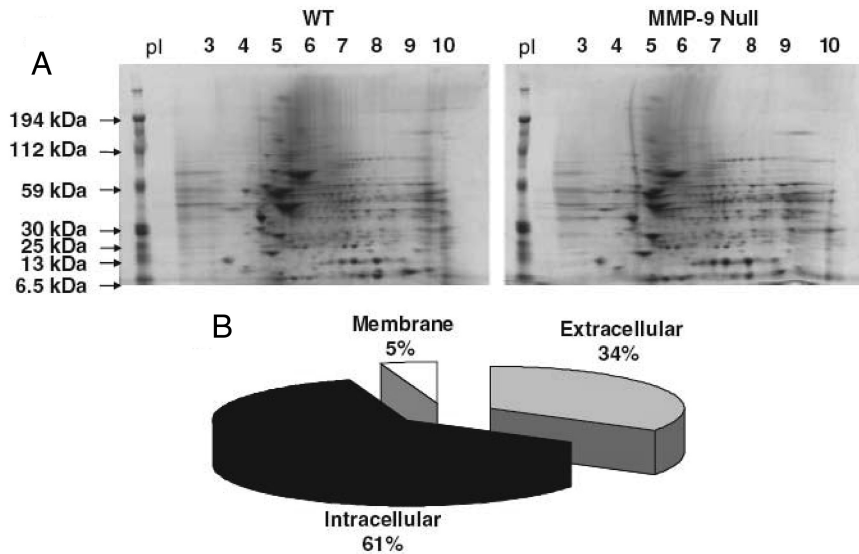 WT
MMP-9 Null
pI 3 4 5 6 7 8 9 10
pI 3 4 5 6 7 8 9 10
A
194 kDa
112 kDa
59 kDa
30 kDa
25 kDa
13 kDa
6.5 kDa
B
Membrane
5%
Extracellular
34%
Intracellular
61%